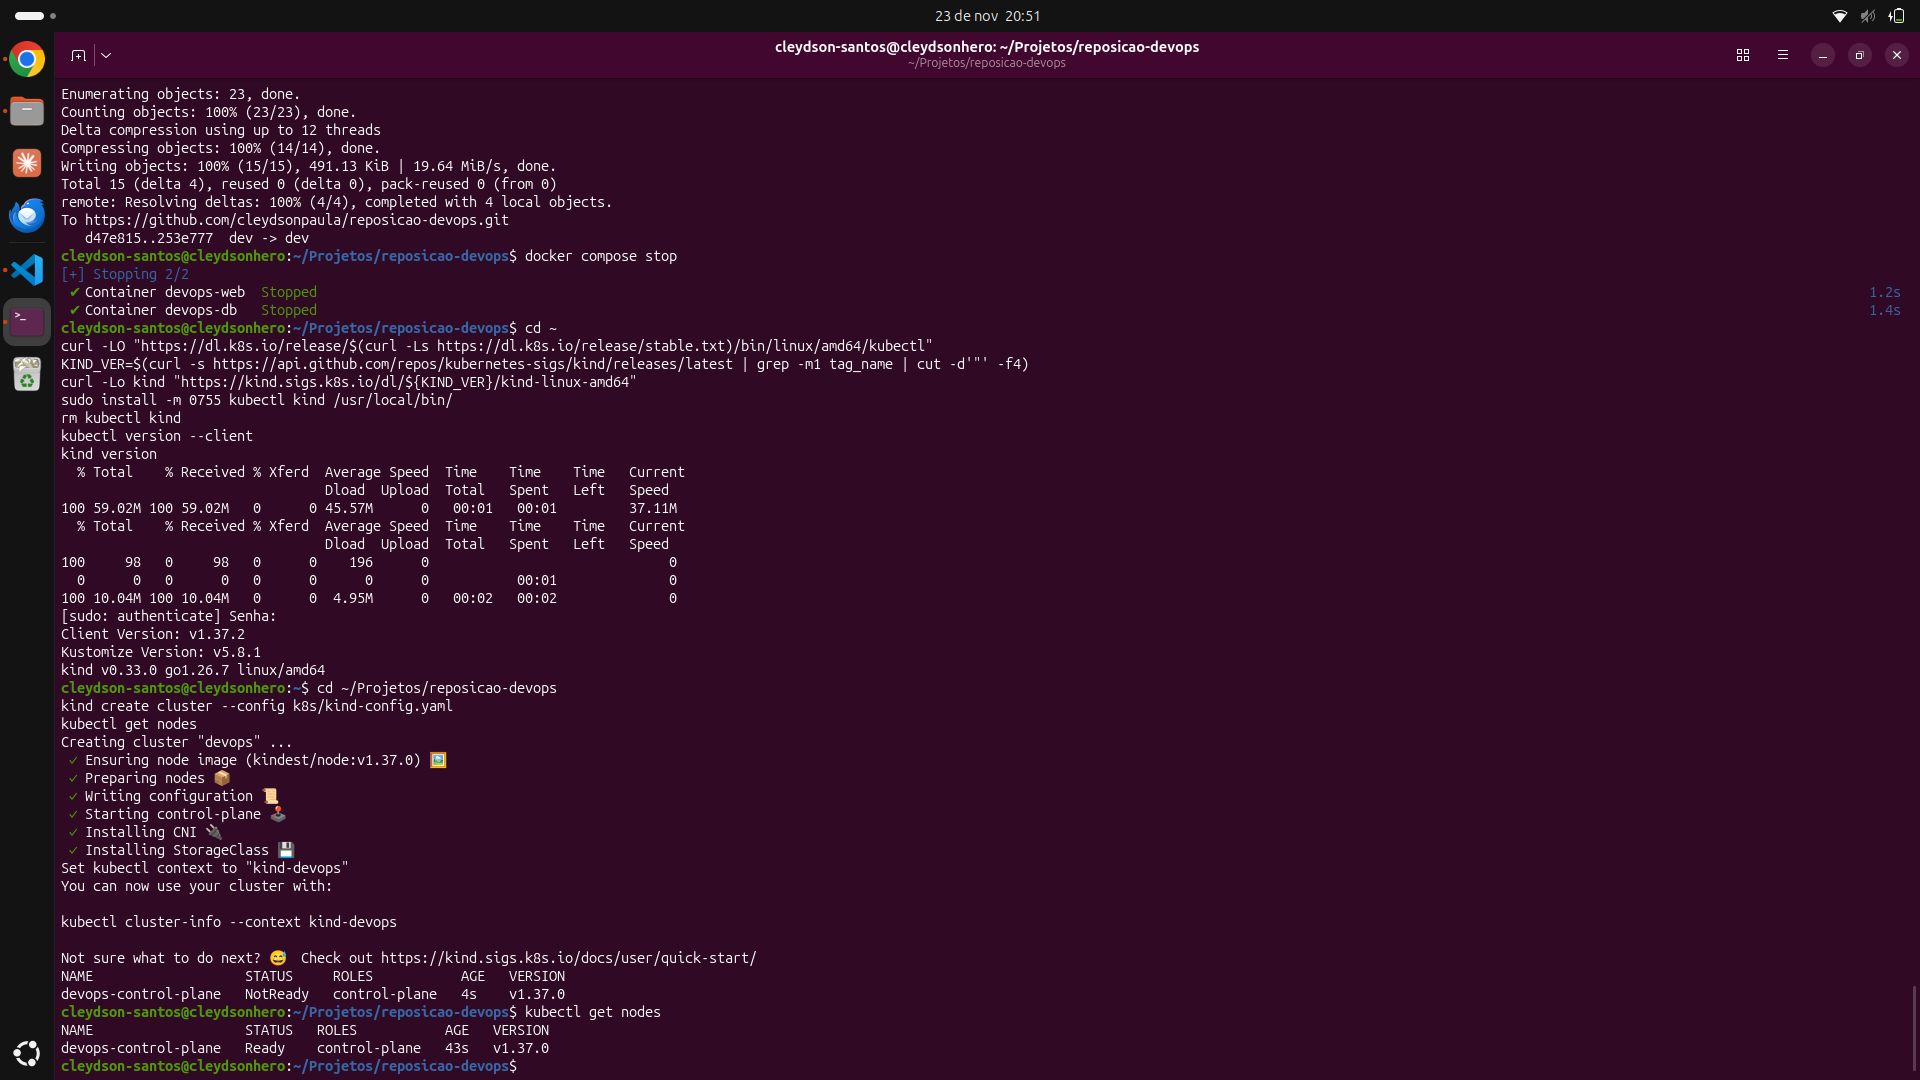 23 de nov  20:51
cleydson-santos@cleydsonhero: ~/Projetos/reposicao-devops
~/Projetos/reposicao-devops
Enumerating objects: 23, done.
Counting objects: 100% (23/23), done.
Delta compression using up to 12 threads
Compressing objects: 100% (14/14), done.
Writing objects: 100% (15/15), 491.13 KiB | 19.64 MiB/s, done.
Total 15 (delta 4), reused 0 (delta 0), pack-reused 0 (from 0)
remote: Resolving deltas: 100% (4/4), completed with 4 local objects.
To https://github.com/cleydsonpaula/reposicao-devops.git
   d47e815..253e777  dev -> dev
cleydson-santos@cleydsonhero:~/Projetos/reposicao-devops$ docker compose stop
[+] Stopping 2/2
 ✔ Container devops-web  Stopped 1.2s
 ✔ Container devops-db   Stopped 1.4s
cleydson-santos@cleydsonhero:~/Projetos/reposicao-devops$ cd ~
curl -LO "https://dl.k8s.io/release/$(curl -Ls https://dl.k8s.io/release/stable.txt)/bin/linux/amd64/kubectl"
KIND_VER=$(curl -s https://api.github.com/repos/kubernetes-sigs/kind/releases/latest | grep -m1 tag_name | cut -d'"' -f4)
curl -Lo kind "https://kind.sigs.k8s.io/dl/${KIND_VER}/kind-linux-amd64"
sudo install -m 0755 kubectl kind /usr/local/bin/
rm kubectl kind
kubectl version --client
kind version
  % Total    % Received % Xferd  Average Speed  Time    Time    Time   Current
                                 Dload  Upload  Total   Spent   Left   Speed
100 59.02M 100 59.02M   0      0 45.57M      0   00:01   00:01         37.11M
  % Total    % Received % Xferd  Average Speed  Time    Time    Time   Current
                                 Dload  Upload  Total   Spent   Left   Speed
100     98   0     98   0      0    196      0                              0
  0      0   0      0   0      0      0      0           00:01              0
100 10.04M 100 10.04M   0      0  4.95M      0   00:02   00:02              0
[sudo: authenticate] Senha:
Client Version: v1.37.2
Kustomize Version: v5.8.1
kind v0.33.0 go1.26.7 linux/amd64
cleydson-santos@cleydsonhero:~$ cd ~/Projetos/reposicao-devops
kind create cluster --config k8s/kind-config.yaml
kubectl get nodes
Creating cluster "devops" ...
 ✓ Ensuring node image (kindest/node:v1.37.0) 🖼️
 ✓ Preparing nodes 📦
 ✓ Writing configuration 📜
 ✓ Starting control-plane 🕹️
 ✓ Installing CNI 🔌
 ✓ Installing StorageClass 💾
Set kubectl context to "kind-devops"
You can now use your cluster with:

kubectl cluster-info --context kind-devops

Not sure what to do next? 😅  Check out https://kind.sigs.k8s.io/docs/user/quick-start/
NAME                   STATUS     ROLES           AGE   VERSION
devops-control-plane   NotReady   control-plane   4s    v1.37.0
cleydson-santos@cleydsonhero:~/Projetos/reposicao-devops$ kubectl get nodes
NAME                   STATUS   ROLES           AGE   VERSION
devops-control-plane   Ready    control-plane   43s   v1.37.0
cleydson-santos@cleydsonhero:~/Projetos/reposicao-devops$